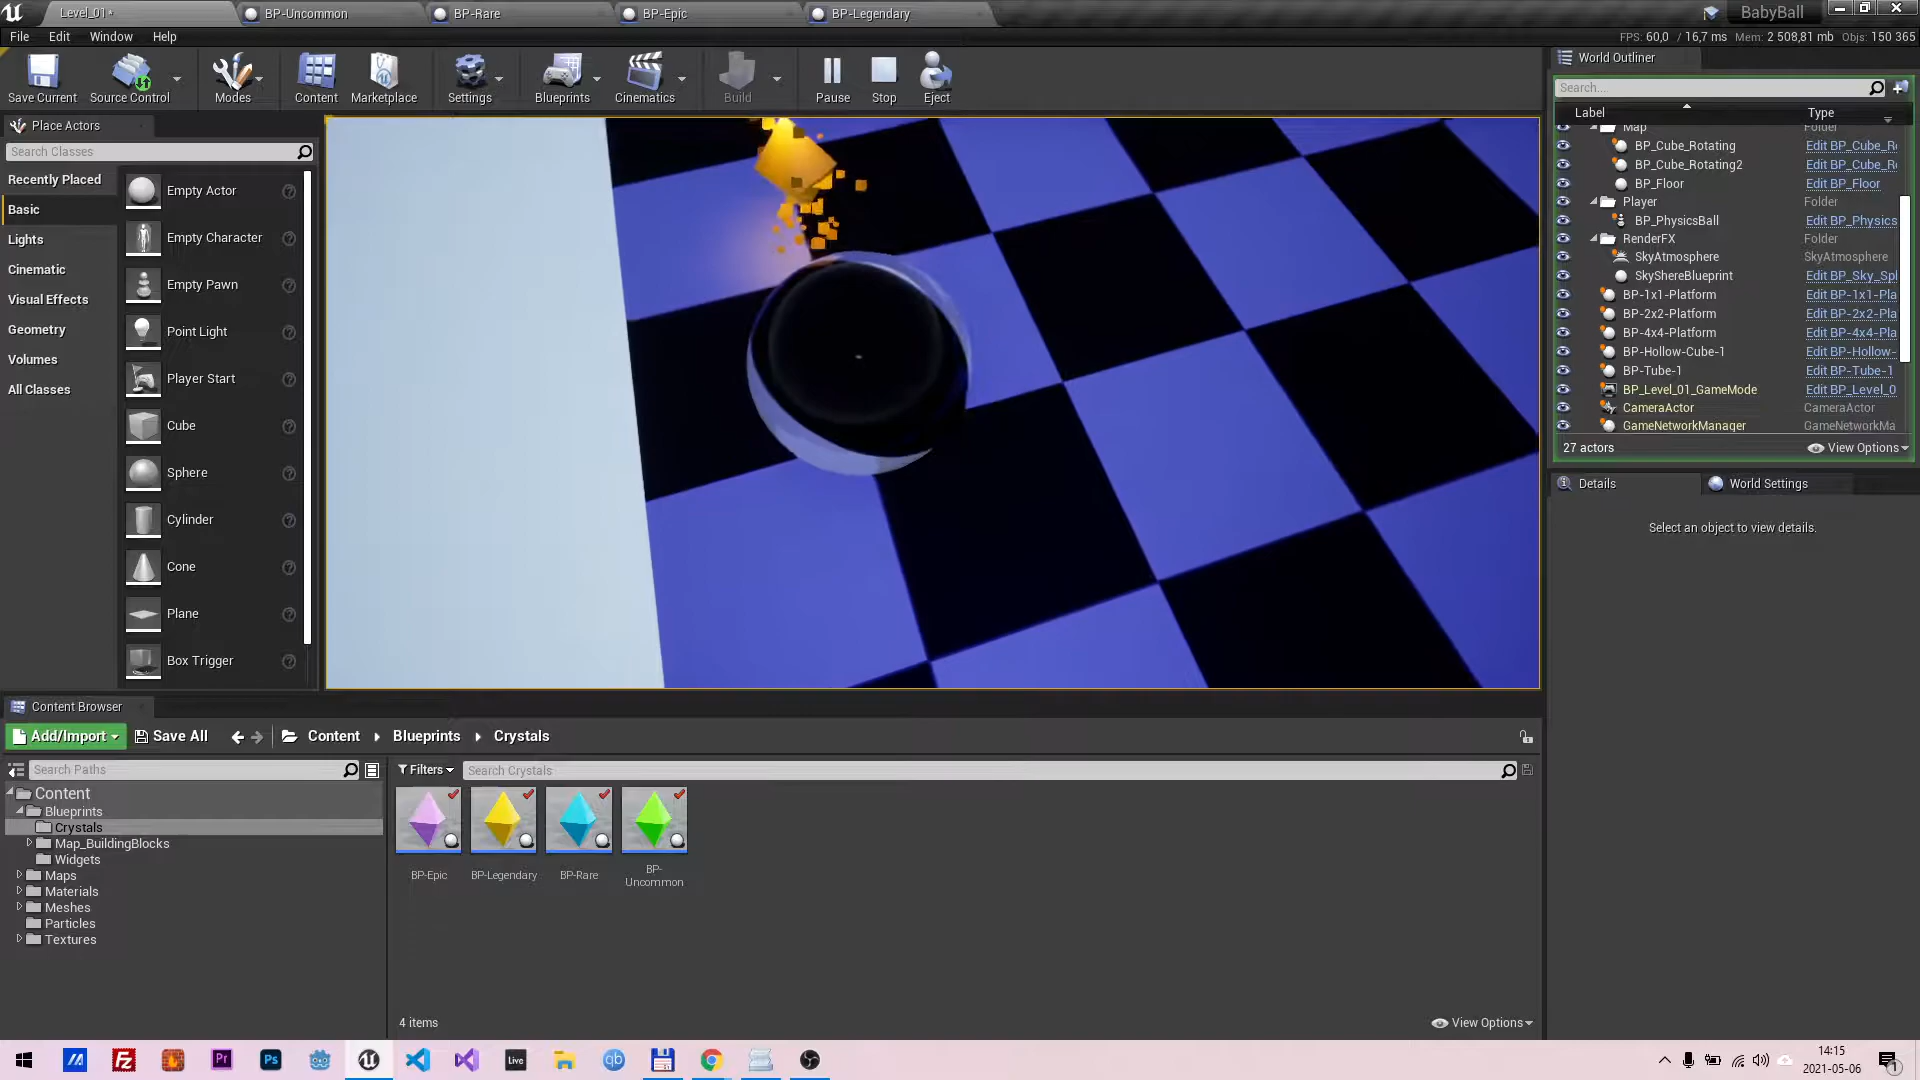 Level_01*
BP-Uncommon
BP-Rare
BP-Epic
BP-Legendary
BabyBall
File
Edit
Window
Help
FPS: 60,0 / 16,7 ms Mem: 2 508,81 mb Objs: 150 365
Save Current
Source Control
Modes
Content
Marketplace
Settings
Blueprints
Cinematics
Build
Pause
Stop
Eject
World Outliner
Search...
Label
Type
Map
Folder
BP_Cube_Rotating
Edit BP_Cube_R
BP_Cube_Rotating2
Edit BP_Cube_R
BP_Floor
Edit BP_Floor
Player
Folder
BP_PhysicsBall
Edit BP_Physics
RenderFX
Folder
SkyAtmosphere
SkyAtmosphere
SkyShereBlueprint
Edit BP_Sky_Sp
BP-1x1-Platform
Edit BP-1x1-Pla
BP-2x2-Platform
Edit BP-2x2-Pla
BP-4x4-Platform
Edit BP-4x4-Pla
BP-Hollow-Cube-1
Edit BP-Hollow-
BP-Tube-1
Edit BP-Tube-1
BP_Level_01_GameMode
Edit BP_Level_0
CameraActor
CameraActor
GameNetworkManager
GameNetworkMa
27 actors
View Options
Details
World Settings
Select an object to view details.
Place Actors
Search Classes
Recently Placed
Basic
Lights
Cinematic
Visual Effects
Geometry
Volumes
All Classes
Empty Actor
Empty Character
Empty Pawn
Point Light
Player Start
Cube
Sphere
Cylinder
Cone
Plane
Box Trigger
Content Browser
Add/Import
Save All
Content
Blueprints
Crystals
Search Paths
Filters
Search Crystals
Content
Blueprints
Crystals
Map_BuildingBlocks
Widgets
Maps
Materials
Meshes
Particles
Textures
BP-Epic
BP-Legendary
BP-Rare
BP-
Uncommon
4 items
View Options
Fz
Pr
Ps
Live
qb
14:15
2021-05-06
1